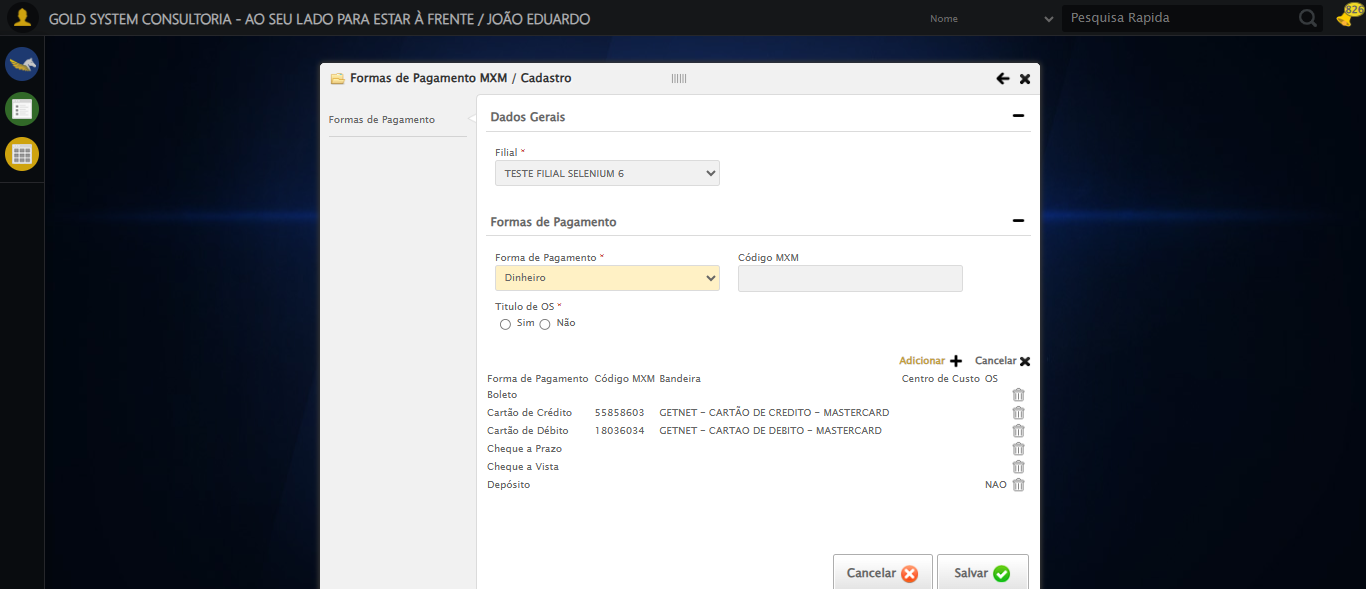 GOLD SYSTEM CONSULTORIA - AO SEU LADO PARA ESTAR À FRENTE / JOÃO EDUARDO
Nome
Pesquisa Rapida
826
Formas de Pagamento MXM / Cadastro
Formas de Pagamento
Dados Gerais
Filial *
TESTE FILIAL SELENIUM 6
Formas de Pagamento
Forma de Pagamento * Código MXM
Dinheiro
Titulo de OS *
Sim Não
Adicionar Cancelar
Forma de Pagamento Código MXM Bandeira Centro de Custo OS
Boleto
Cartão de Crédito 55858603 GETNET - CARTÃO DE CREDITO - MASTERCARD
Cartão de Débito 18036034 GETNET - CARTAO DE DEBITO - MASTERCARD
Cheque a Prazo
Cheque a Vista
Depósito NAO
Cancelar Salvar